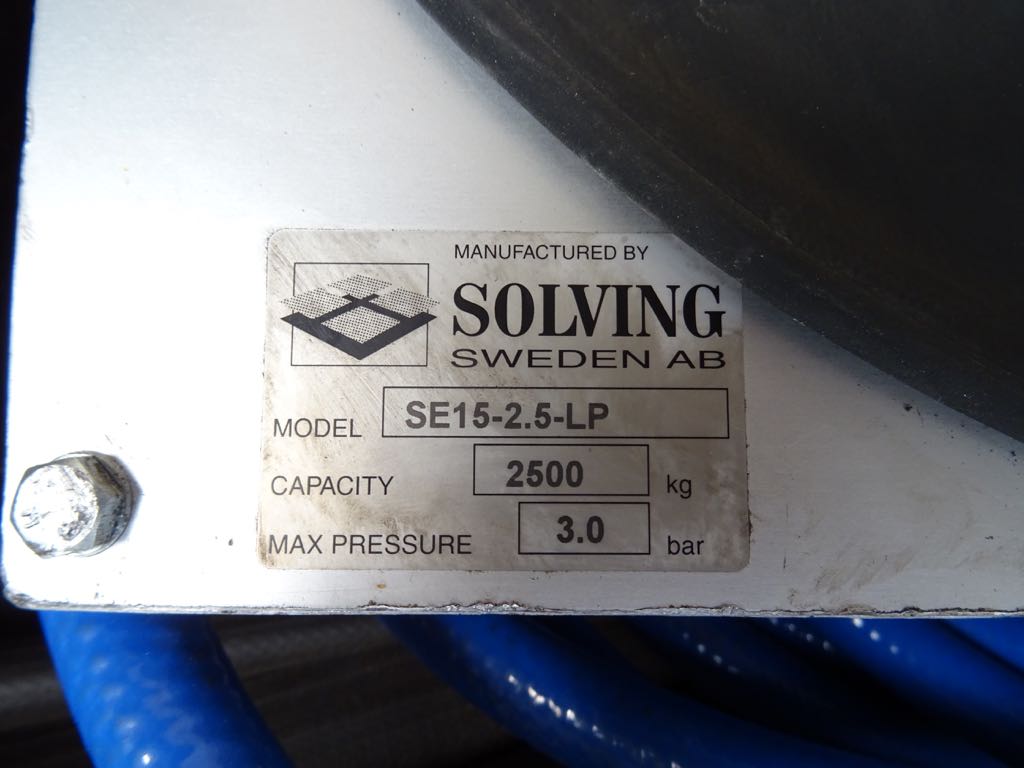 MANUFACTURED BY
SOLVING
SWEDEN AB
MODEL SE15-2.5-LP
CAPACITY 2500 kg
MAX PRESSURE 3.0 bar